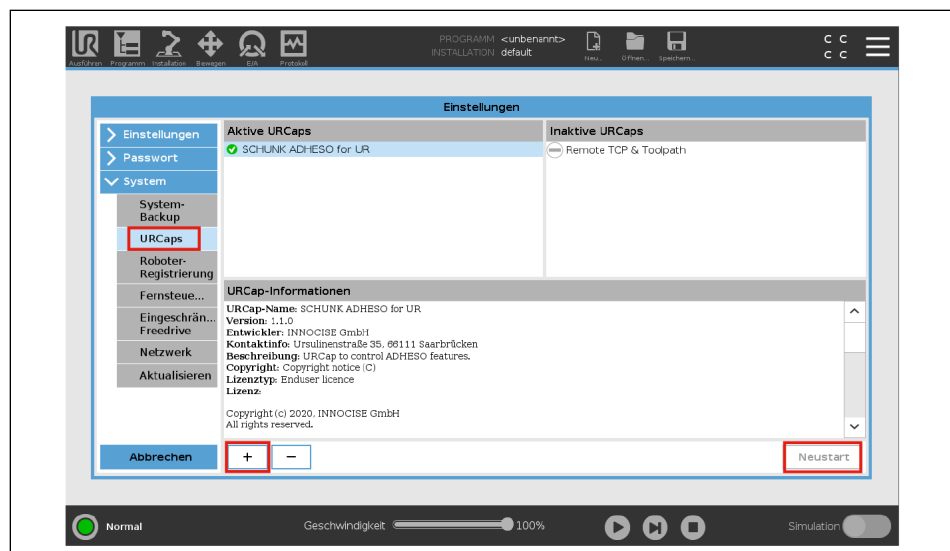 PROGRAMM <unbenannt>
INSTALLATION default
Ausführen Programm Installation Bewegen E/A Protokoll Neu... Öffnen... Speichern...
C C
C C
Einstellungen
Einstellungen
Passwort
System
System-
Backup
URCaps
Roboter-
Registrierung
Fernsteue...
Eingeschrän...
Freedrive
Netzwerk
Aktualisieren
Abbrechen
Aktive URCaps
SCHUNK ADHESO for UR
Inaktive URCaps
Remote TCP & Toolpath
URCap-Informationen
URCap-Name: SCHUNK ADHESO for UR
Version: 1.1.0
Entwickler: INNOCISE GmbH
Kontaktinfo: Ursulinenstraße 35, 66111 Saarbrücken
Beschreibung: URCap to control ADHESO features.
Copyright: Copyright notice (C)
Lizenztyp: Enduser licence
Lizenz:
Copyright (c) 2020, INNOCISE GmbH
All rights reserved.
+ −
Neustart
Normal
Geschwindigkeit 100%
Simulation